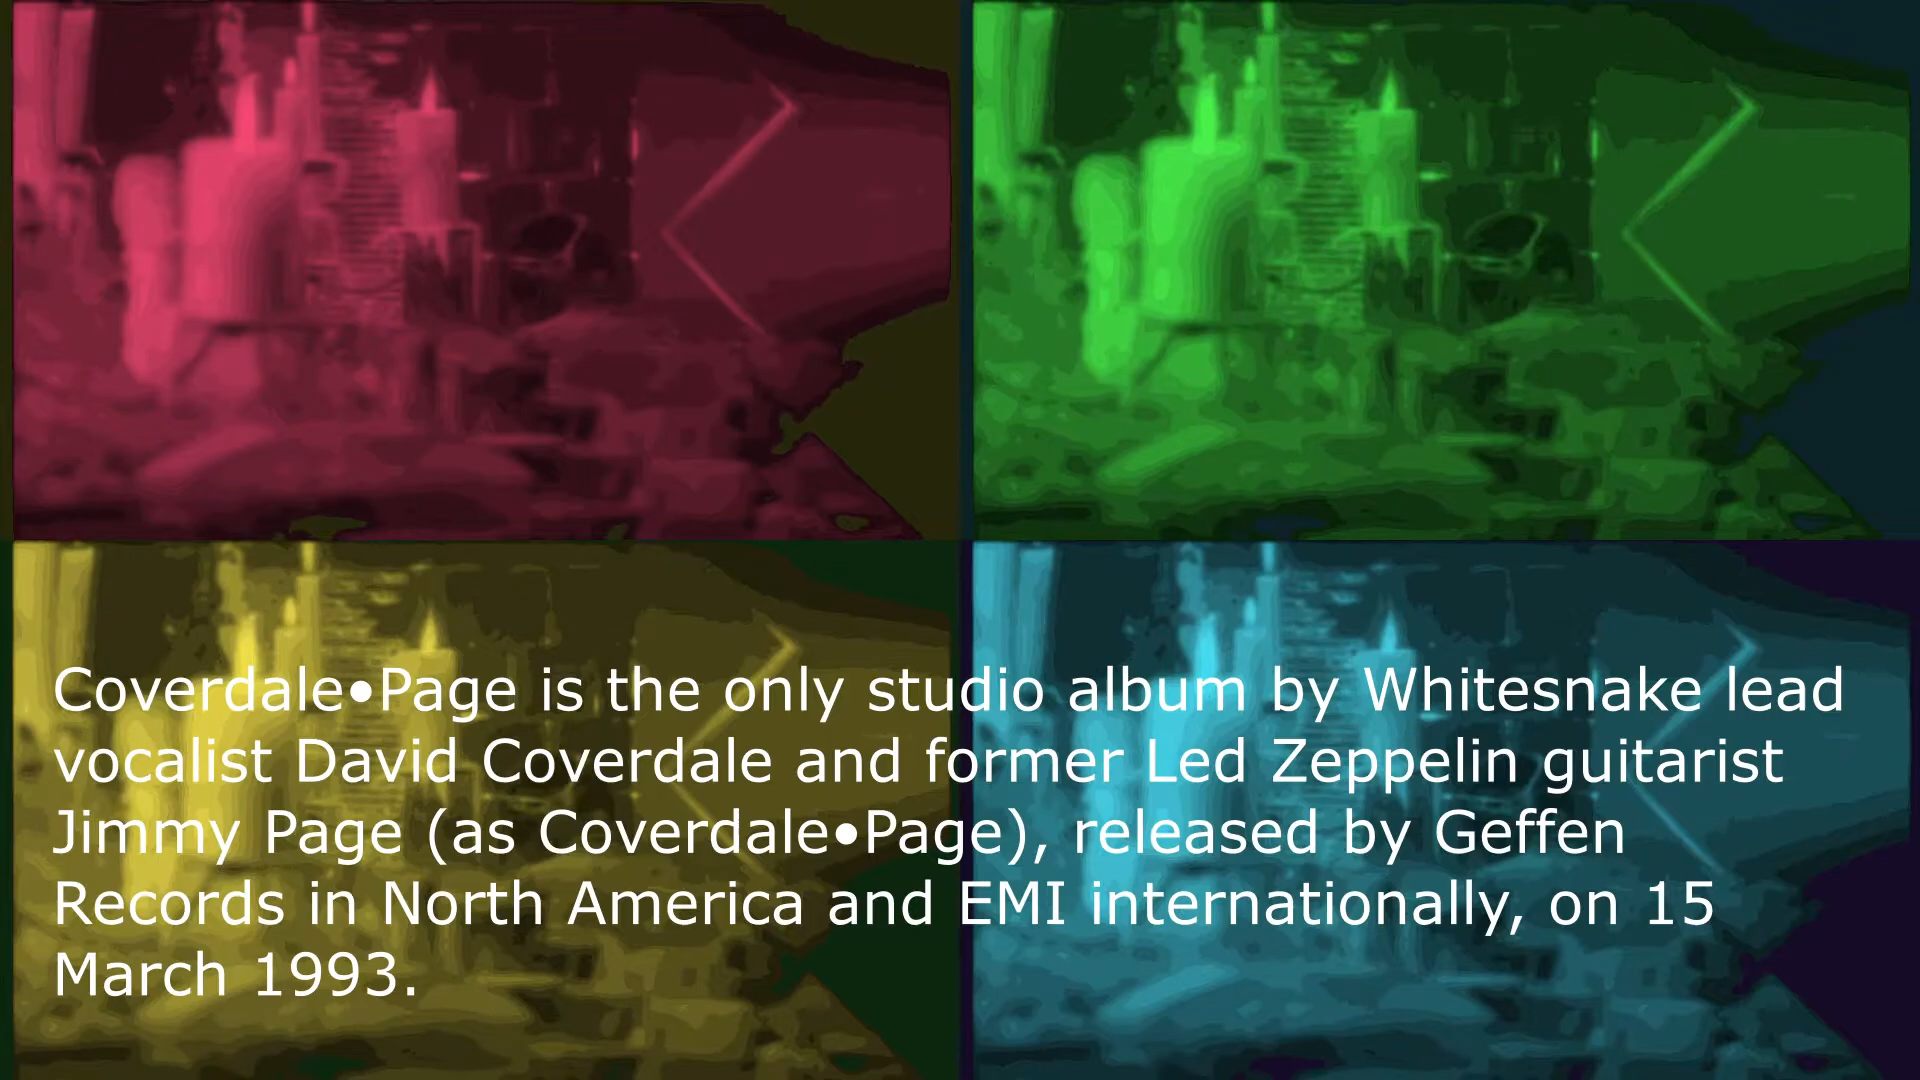 Coverdale•Page is the only studio album by Whitesnake lead
vocalist David Coverdale and former Led Zeppelin guitarist
Jimmy Page (as Coverdale•Page), released by Geffen
Records in North America and EMI internationally, on 15
March 1993.